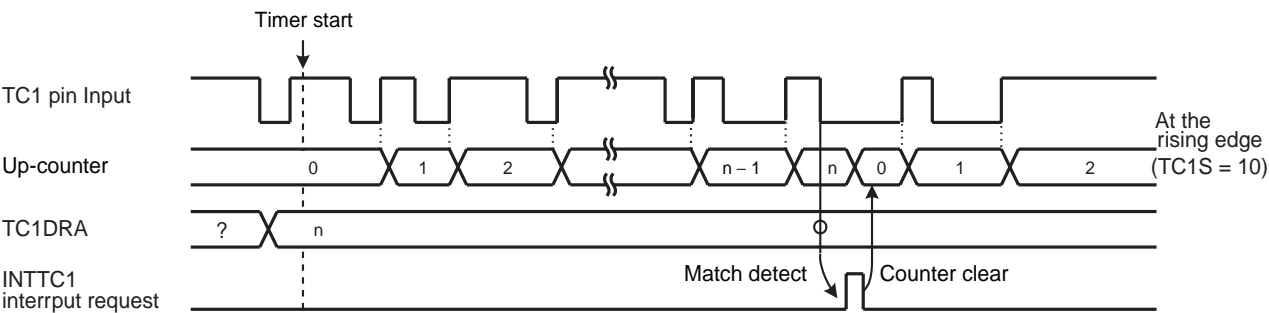 Timer start
TC1 pin Input
At the
rising edge
(TC1S = 10)
Up-counter
0
1
2
n – 1
n
0
1
2
TC1DRA
?
n
Match detect
Counter clear
INTTC1
interrput request